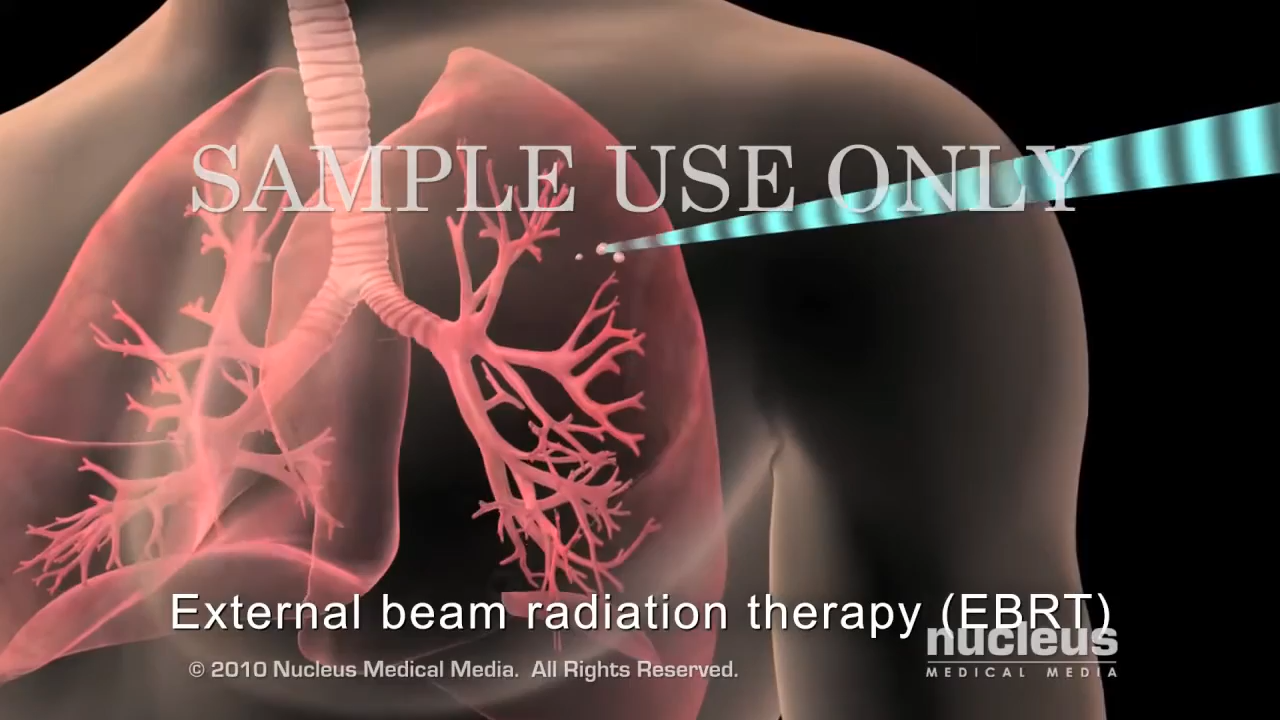 SAMPLE USE ONLY
External beam radiation therapy (EBRT)
nucleus
MEDICAL MEDIA
© 2010 Nucleus Medical Media. All Rights Reserved.